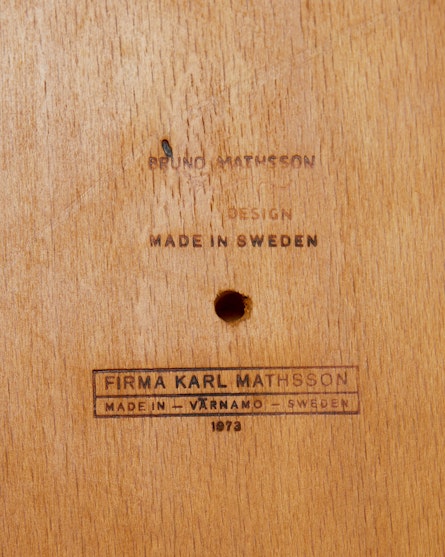 BRUNO MATHSSON
DESIGN
MADE IN SWEDEN
FIRMA KARL MATHSSON
MADE IN – VÄRNAMO – SWEDEN
1973